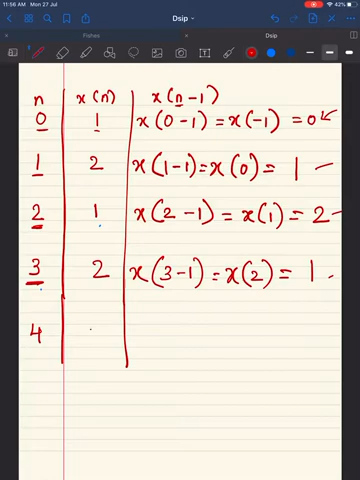 11:56 AM Mon 27 Jul
42%
Dsip
Fishee
Dsip
n x(n) x(n-1)
0 1 x(0-1)=x(-1)=0
1 2 x(1-1)=x(0)= 1
2 1 x(2-1)=x(1)=2
3 2 x(3-1)=x(2)= 1
4